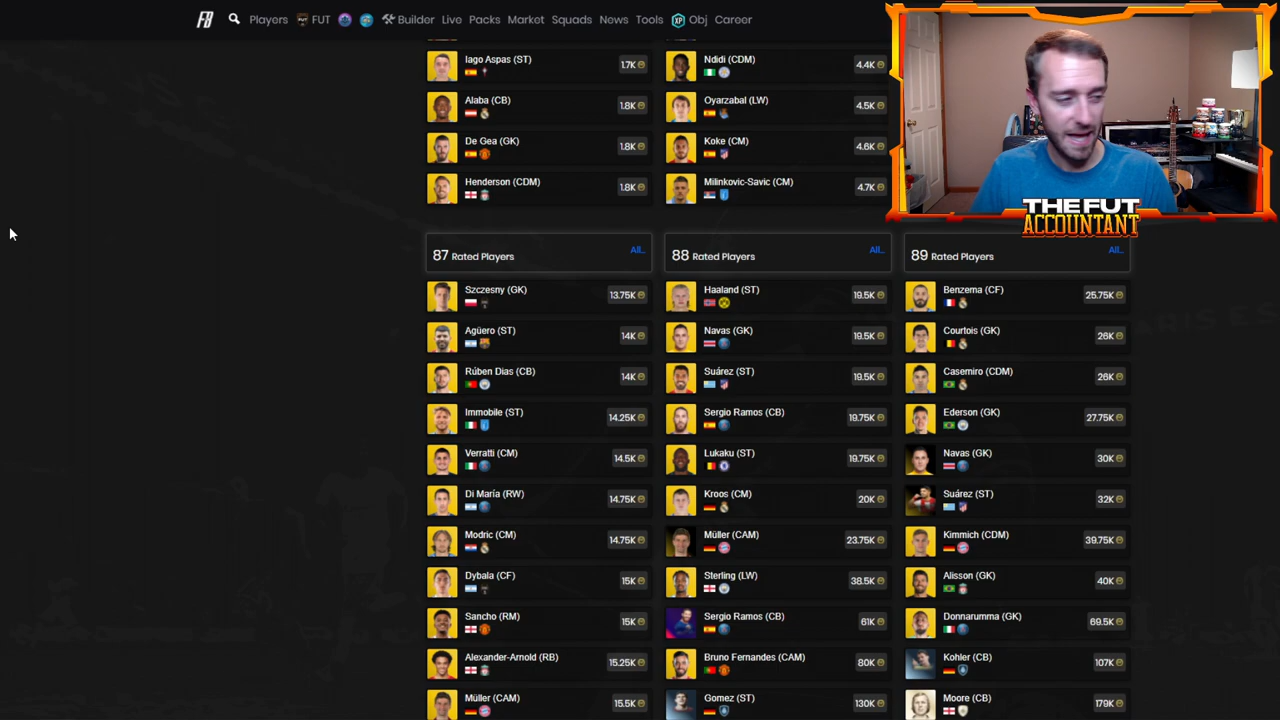 FB Players FUT Builder Live Packs Market Squads News Tools XP Obj Career
Iago Aspas (ST) 1.7K
Alaba (CB) 1.8K
De Gea (GK) 1.8K
Henderson (CDM) 1.8K
Ndidi (CDM) 4.4K
Oyarzabal (LW) 4.5K
Koke (CM) 4.6K
Milinkovic-Savic (CM) 4.7K
THE FUT
ACCOUNTANT
87 Rated Players All..
Szczesny (GK) 13.75K
Agüero (ST) 14K
Rúben Dias (CB) 14K
Immobile (ST) 14.25K
Verratti (CM) 14.5K
Di María (RW) 14.75K
Modric (CM) 14.75K
Dybala (CF) 15K
Sancho (RM) 15K
Alexander-Arnold (RB) 15.25K
Müller (CAM) 15.5K
88 Rated Players All..
Haaland (ST) 19.5K
Navas (GK) 19.5K
Suárez (ST) 19.5K
Sergio Ramos (CB) 19.75K
Lukaku (ST) 19.75K
Kroos (CM) 20K
Müller (CAM) 23.75K
Sterling (LW) 38.5K
Sergio Ramos (CB) 61K
Bruno Fernandes (CAM) 80K
Gomez (ST) 130K
89 Rated Players All..
Benzema (CF) 25.75K
Courtois (GK) 26K
Casemiro (CDM) 26K
Ederson (GK) 27.75K
Navas (GK) 30K
Suárez (ST) 32K
Kimmich (CDM) 39.75K
Alisson (GK) 40K
Donnarumma (GK) 69.5K
Kohler (CB) 107K
Moore (CB) 179K